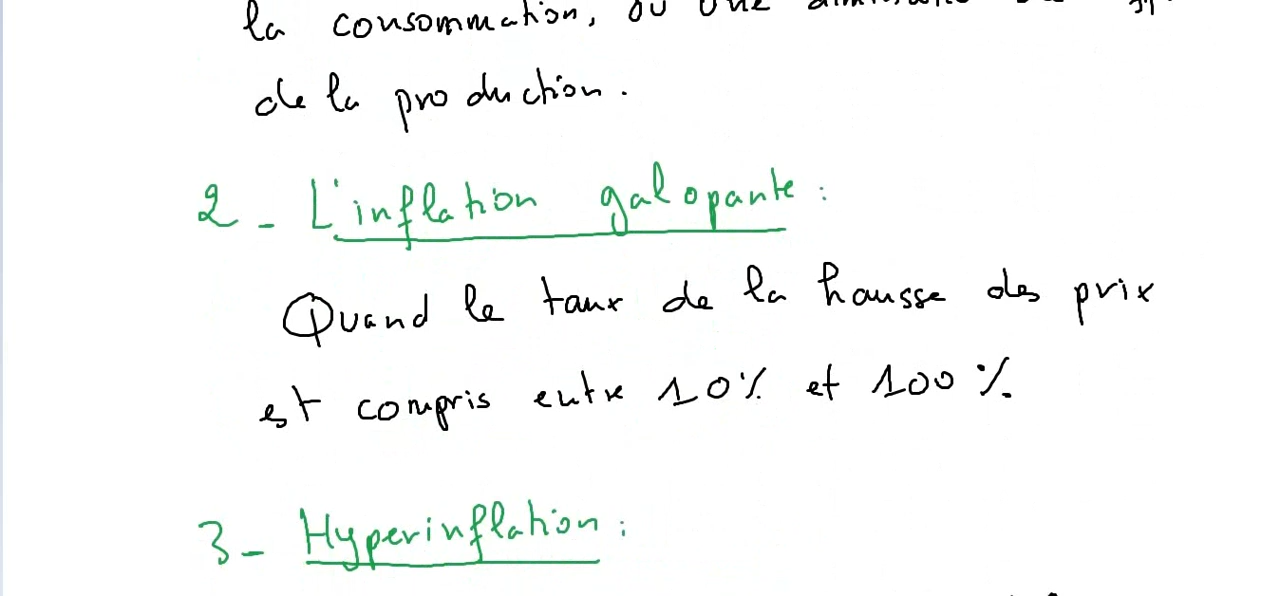 la consommation, ou une
de la production.
2 - L'inflation galopante :
Quand le taux de la hausse des prix
est compris entre 10% et 100 %.
3 - Hyperinflation :